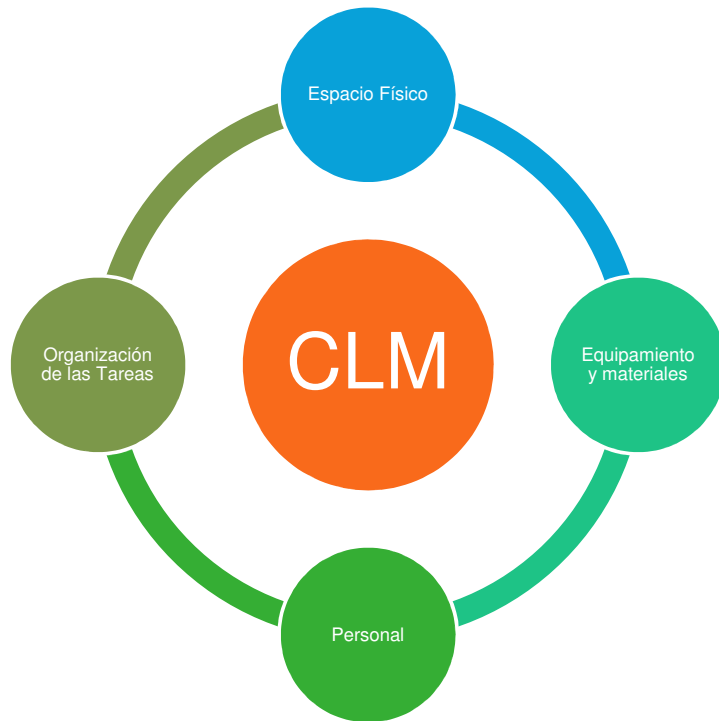 Espacio Físico
CLM
Organización
de las Tareas
Equipamiento
y materiales
Personal